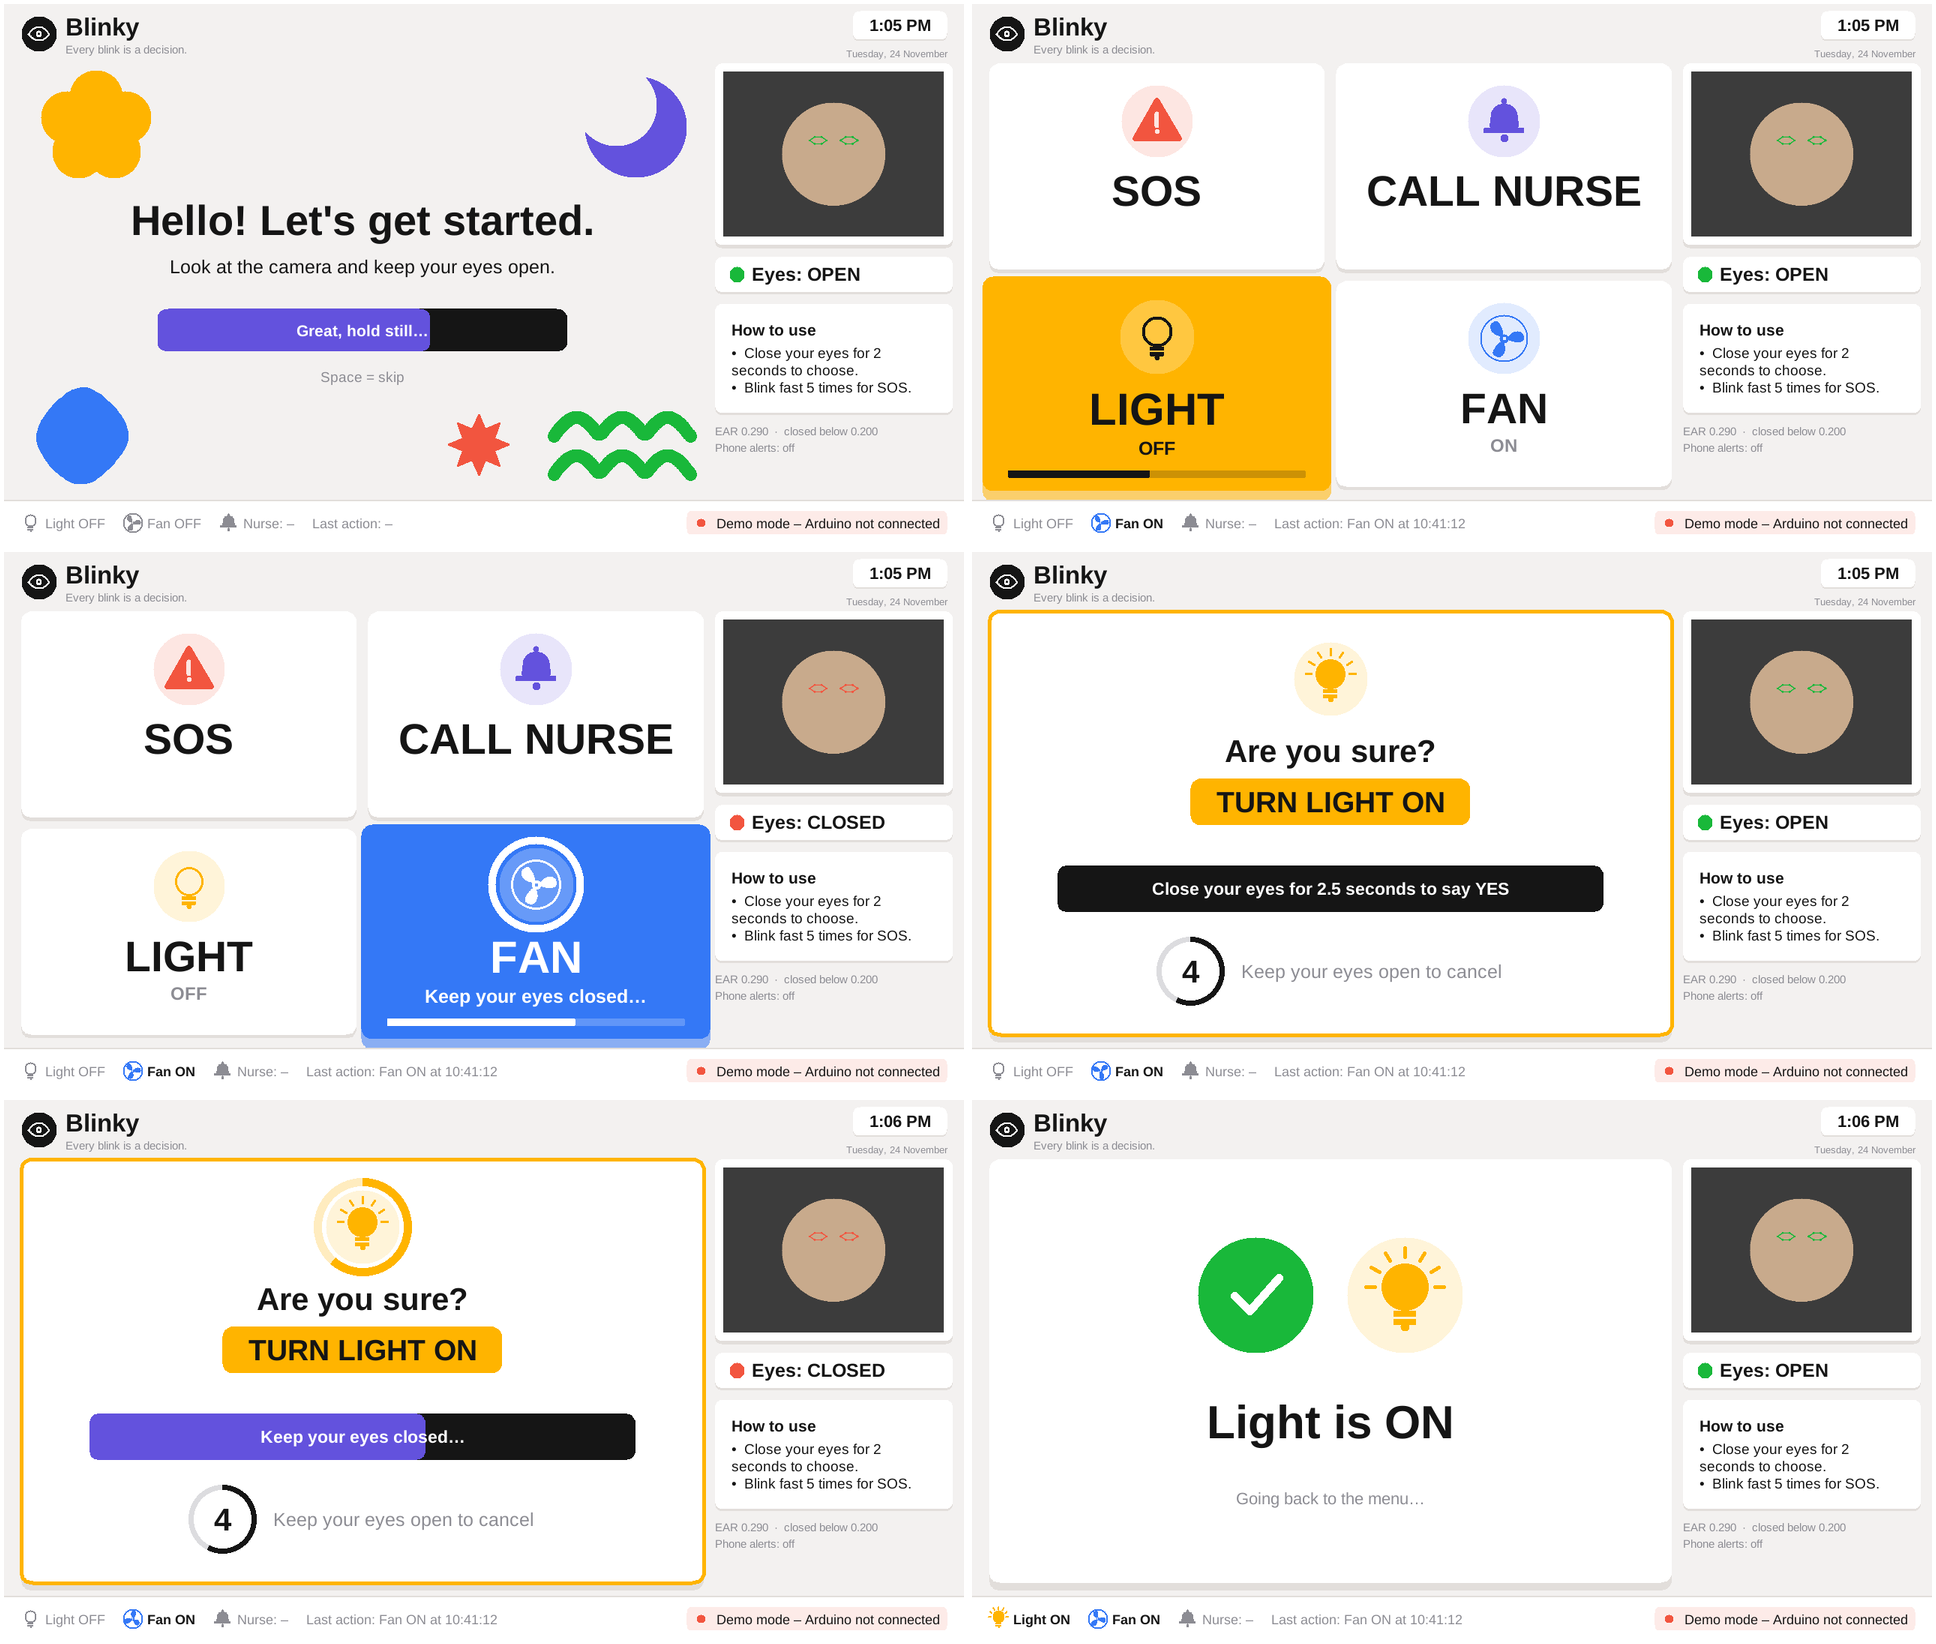 Blinky
Every blink is a decision.
1:05 PM
Tuesday, 24 November
Hello! Let's get started.
Look at the camera and keep your eyes open.
Great, hold still…
Space = skip
Eyes: OPEN
How to use
• Close your eyes for 2
seconds to choose.
• Blink fast 5 times for SOS.
EAR 0.290 · closed below 0.200
Phone alerts: off
Light OFF Fan OFF Nurse: – Last action: – Demo mode – Arduino not connected
Blinky
Every blink is a decision.
1:05 PM
Tuesday, 24 November
SOS
CALL NURSE
LIGHT
OFF
FAN
ON
Eyes: OPEN
How to use
• Close your eyes for 2
seconds to choose.
• Blink fast 5 times for SOS.
EAR 0.290 · closed below 0.200
Phone alerts: off
Light OFF Fan ON Nurse: – Last action: Fan ON at 10:41:12 Demo mode – Arduino not connected
Blinky
Every blink is a decision.
1:05 PM
Tuesday, 24 November
SOS
CALL NURSE
LIGHT
OFF
FAN
Keep your eyes closed…
Eyes: CLOSED
How to use
• Close your eyes for 2
seconds to choose.
• Blink fast 5 times for SOS.
EAR 0.290 · closed below 0.200
Phone alerts: off
Light OFF Fan ON Nurse: – Last action: Fan ON at 10:41:12 Demo mode – Arduino not connected
Blinky
Every blink is a decision.
1:05 PM
Tuesday, 24 November
Are you sure?
TURN LIGHT ON
Close your eyes for 2.5 seconds to say YES
4 Keep your eyes open to cancel
Eyes: OPEN
How to use
• Close your eyes for 2
seconds to choose.
• Blink fast 5 times for SOS.
EAR 0.290 · closed below 0.200
Phone alerts: off
Light OFF Fan ON Nurse: – Last action: Fan ON at 10:41:12 Demo mode – Arduino not connected
Blinky
Every blink is a decision.
1:06 PM
Tuesday, 24 November
Are you sure?
TURN LIGHT ON
Keep your eyes closed…
4 Keep your eyes open to cancel
Eyes: CLOSED
How to use
• Close your eyes for 2
seconds to choose.
• Blink fast 5 times for SOS.
EAR 0.290 · closed below 0.200
Phone alerts: off
Light OFF Fan ON Nurse: – Last action: Fan ON at 10:41:12 Demo mode – Arduino not connected
Blinky
Every blink is a decision.
1:06 PM
Tuesday, 24 November
Light is ON
Going back to the menu…
Eyes: OPEN
How to use
• Close your eyes for 2
seconds to choose.
• Blink fast 5 times for SOS.
EAR 0.290 · closed below 0.200
Phone alerts: off
Light ON Fan ON Nurse: – Last action: Fan ON at 10:41:12 Demo mode – Arduino not connected